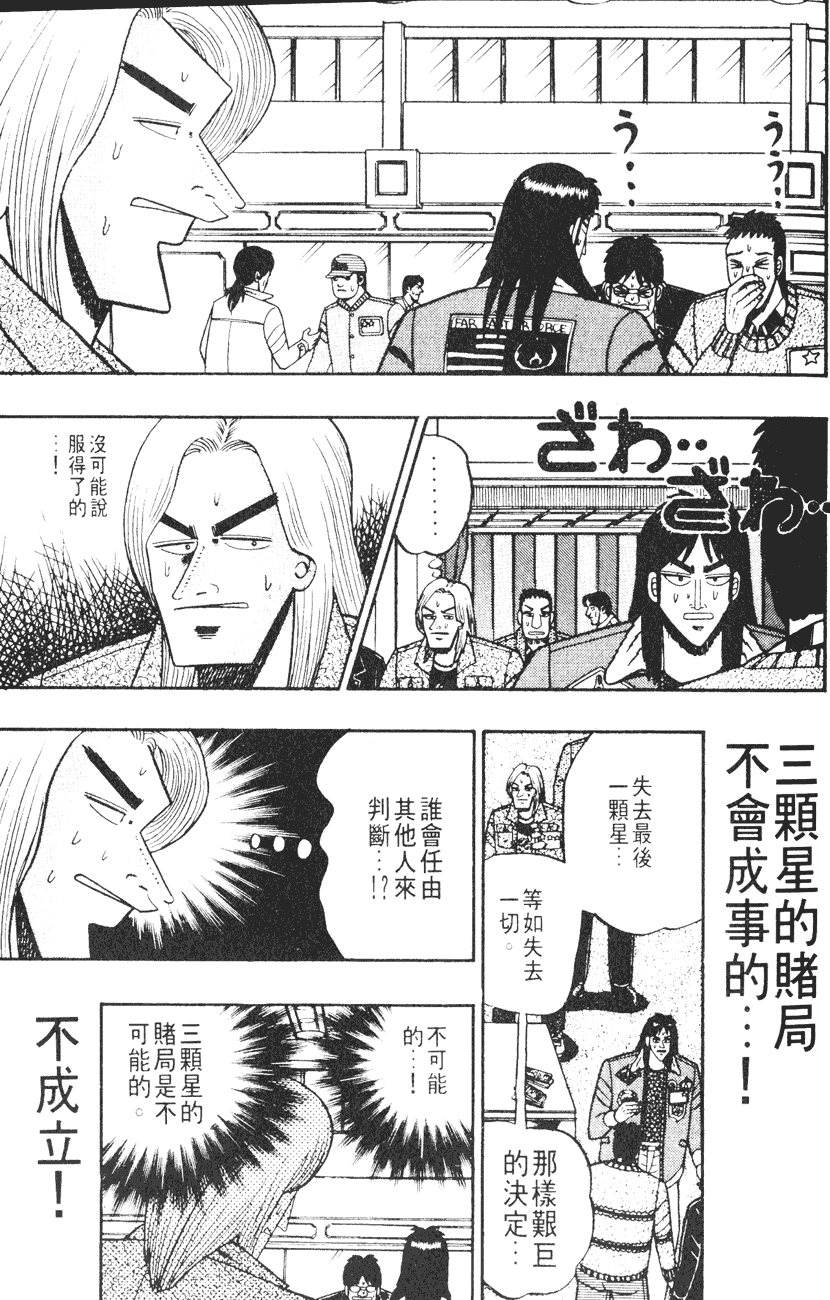 うう…
う…
FAR EAST AIR FORCE
ざわ‥
ざわ…
………
沒可能說
服得了的
…！
三顆星的賭局
不會成事的…！
失去最後
一顆星…
等如失去
一切。
那樣艱巨
的決定…
誰會任由
其他人來
判斷…!?
…
不可能
的…！
三顆星的
賭局是不
可能的。
不成立！